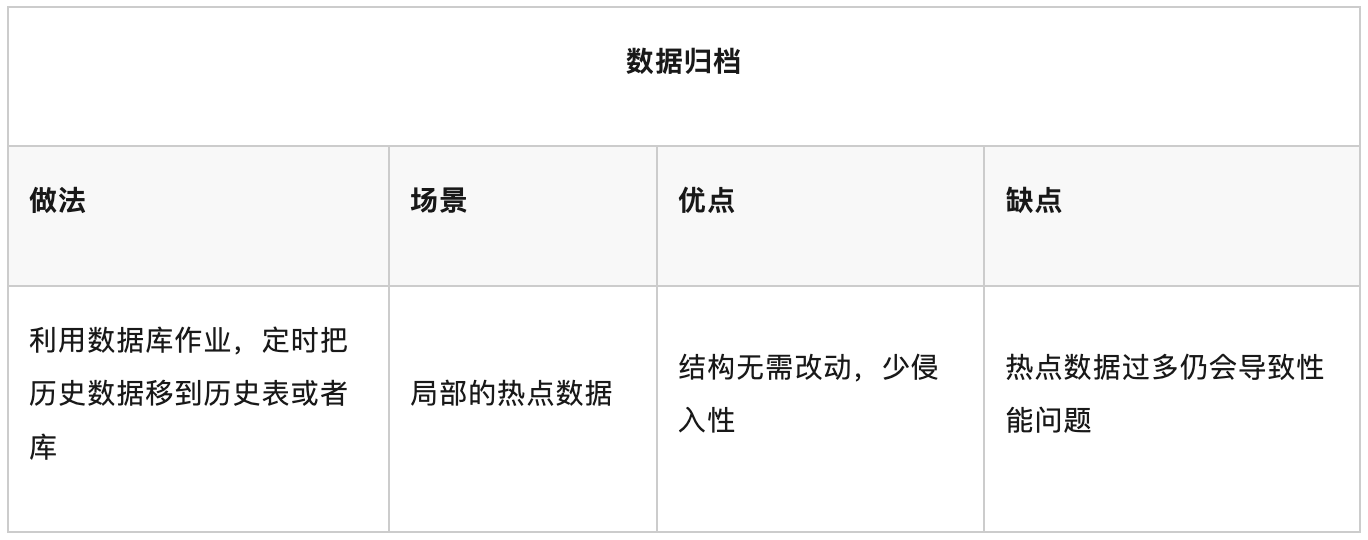 数据归档
做法
场景
优点
缺点
利用数据库作业，定时把
历史数据移到历史表或者
库
局部的热点数据
结构无需改动，少侵
入性
热点数据过多仍会导致性
能问题